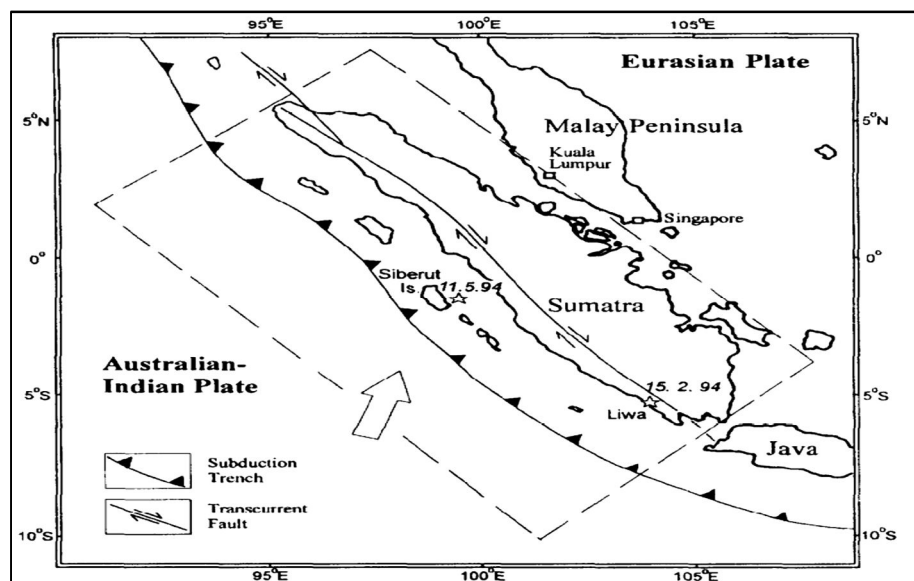 95°E
100°E
105°E
Eurasian Plate
5°N
5°N
Malay Peninsula
Kuala
Lumpur
Singapore
0°
0°
Siberut
Is.
11.5.94
Sumatra
Australian-
Indian Plate
15. 2. 94
5°S
5°S
Liwa
Java
Subduction
Trench
Transcurrent
Fault
10°S
10°S
95°E
100°E
105°E